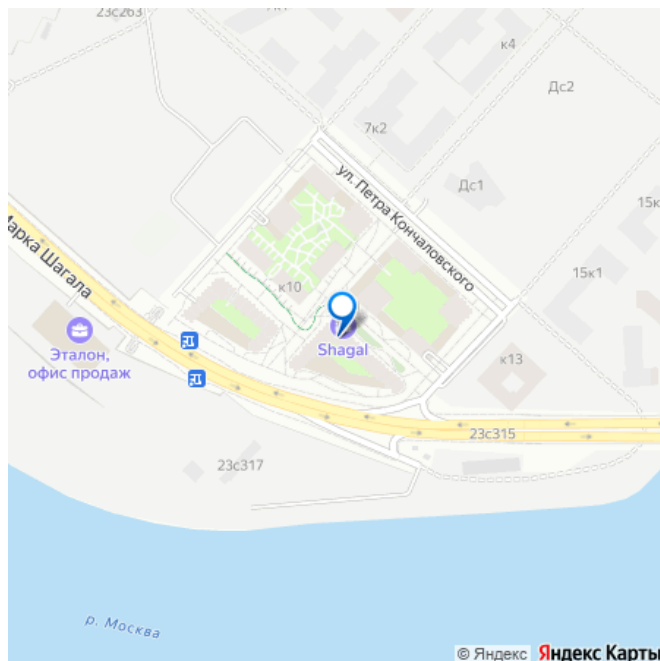 23с263
к4
Дс2
7к2
ул. Петра Кончаловского
Дс1
15к
15к1
Марка Шагала
к10
Shagal
Эталон,
офис продаж
к13
23с315
23с317
р. Москва
© Яндекс Яндекс Карты